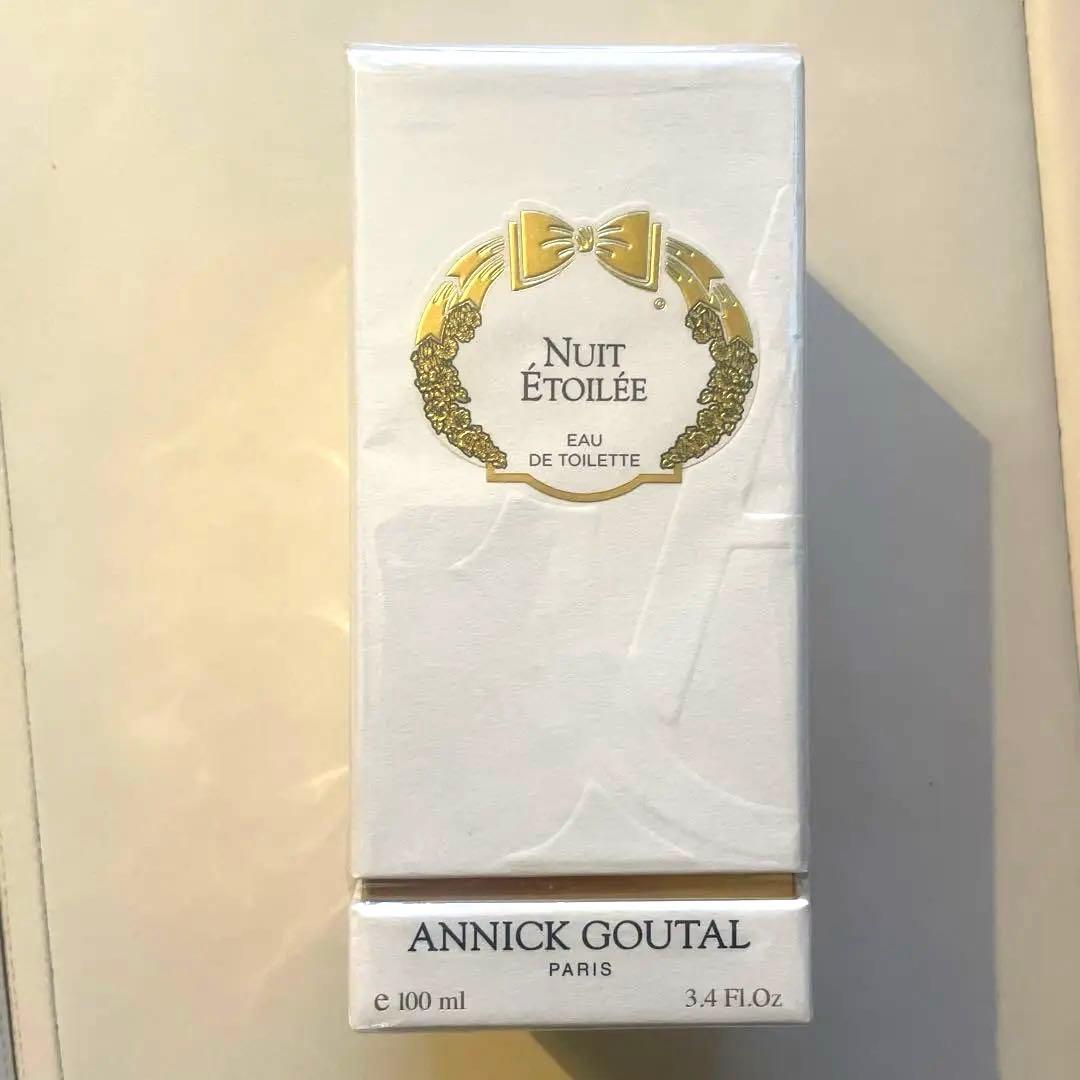 ®
NUIT
ÉTOILÉE
EAU
DE TOILETTE
ANNICK GOUTAL
PARIS
e 100 ml
3.4 Fl.Oz